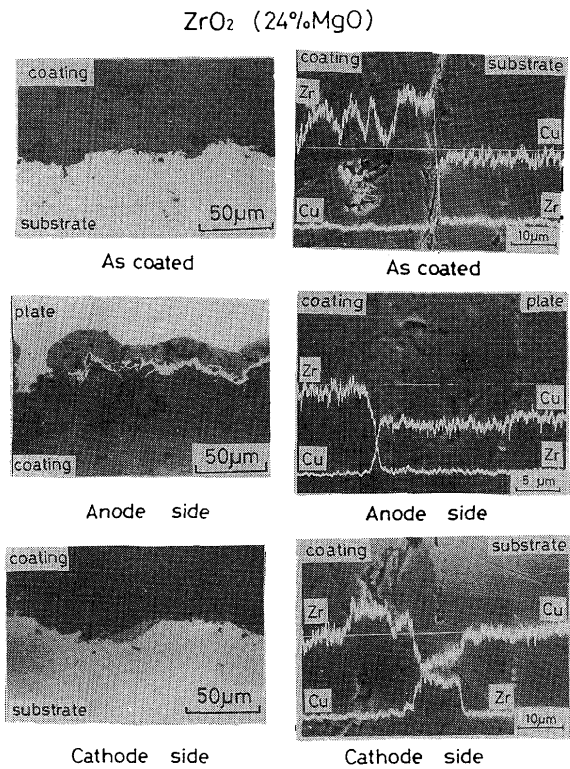 ZrO₂ (24%MgO)
coating
substrate
50μm
As coated
coating
substrate
Zr
Cu
Cu
Zr
10μm
As coated
plate
coating
50μm
Anode side
coating
plate
Zr
Cu
Cu
Zr
5 μm
Anode side
coating
substrate
50μm
Cathode side
coating
substrate
Zr
Cu
Cu
Zr
10μm
Cathode side